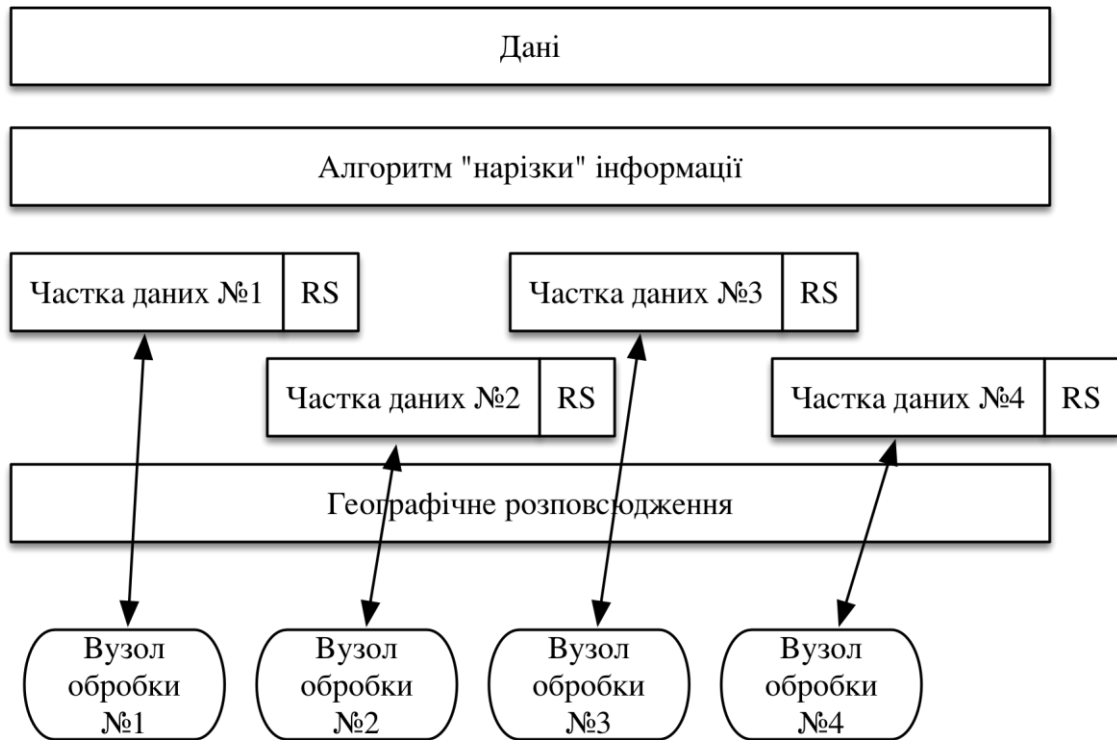 Дані
Алгоритм "нарізки" інформації
Частка даних №1 RS
Частка даних №3 RS
Частка даних №2 RS
Частка даних №4 RS
Географічне розповсюдження
Вузол
обробки
№1
Вузол
обробки
№2
Вузол
обробки
№3
Вузол
обробки
№4